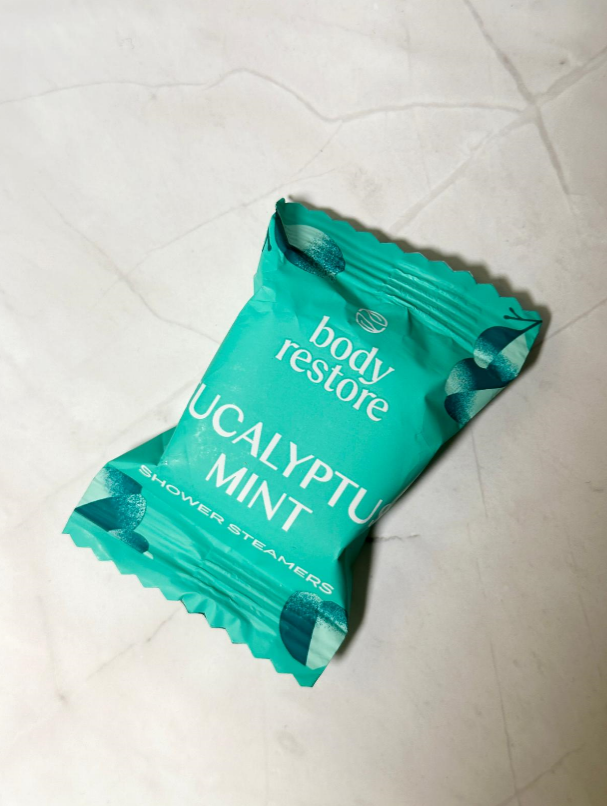 body
restore
UCALYPTUS
MINT
SHOWER STEAMERS